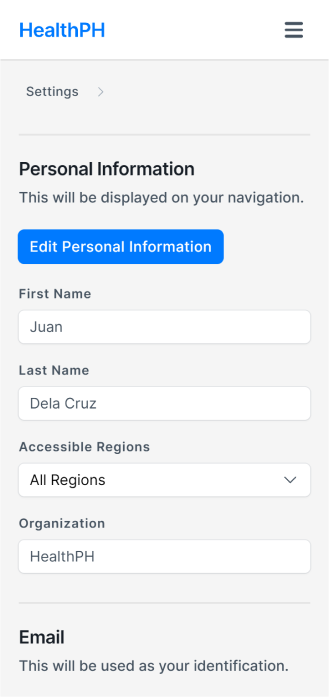 HealthPH
Settings
Personal Information
This will be displayed on your navigation.
Edit Personal Information
First Name
Juan
Last Name
Dela Cruz
Accessible Regions
All Regions
Organization
HealthPH
Email
This will be used as your identification.